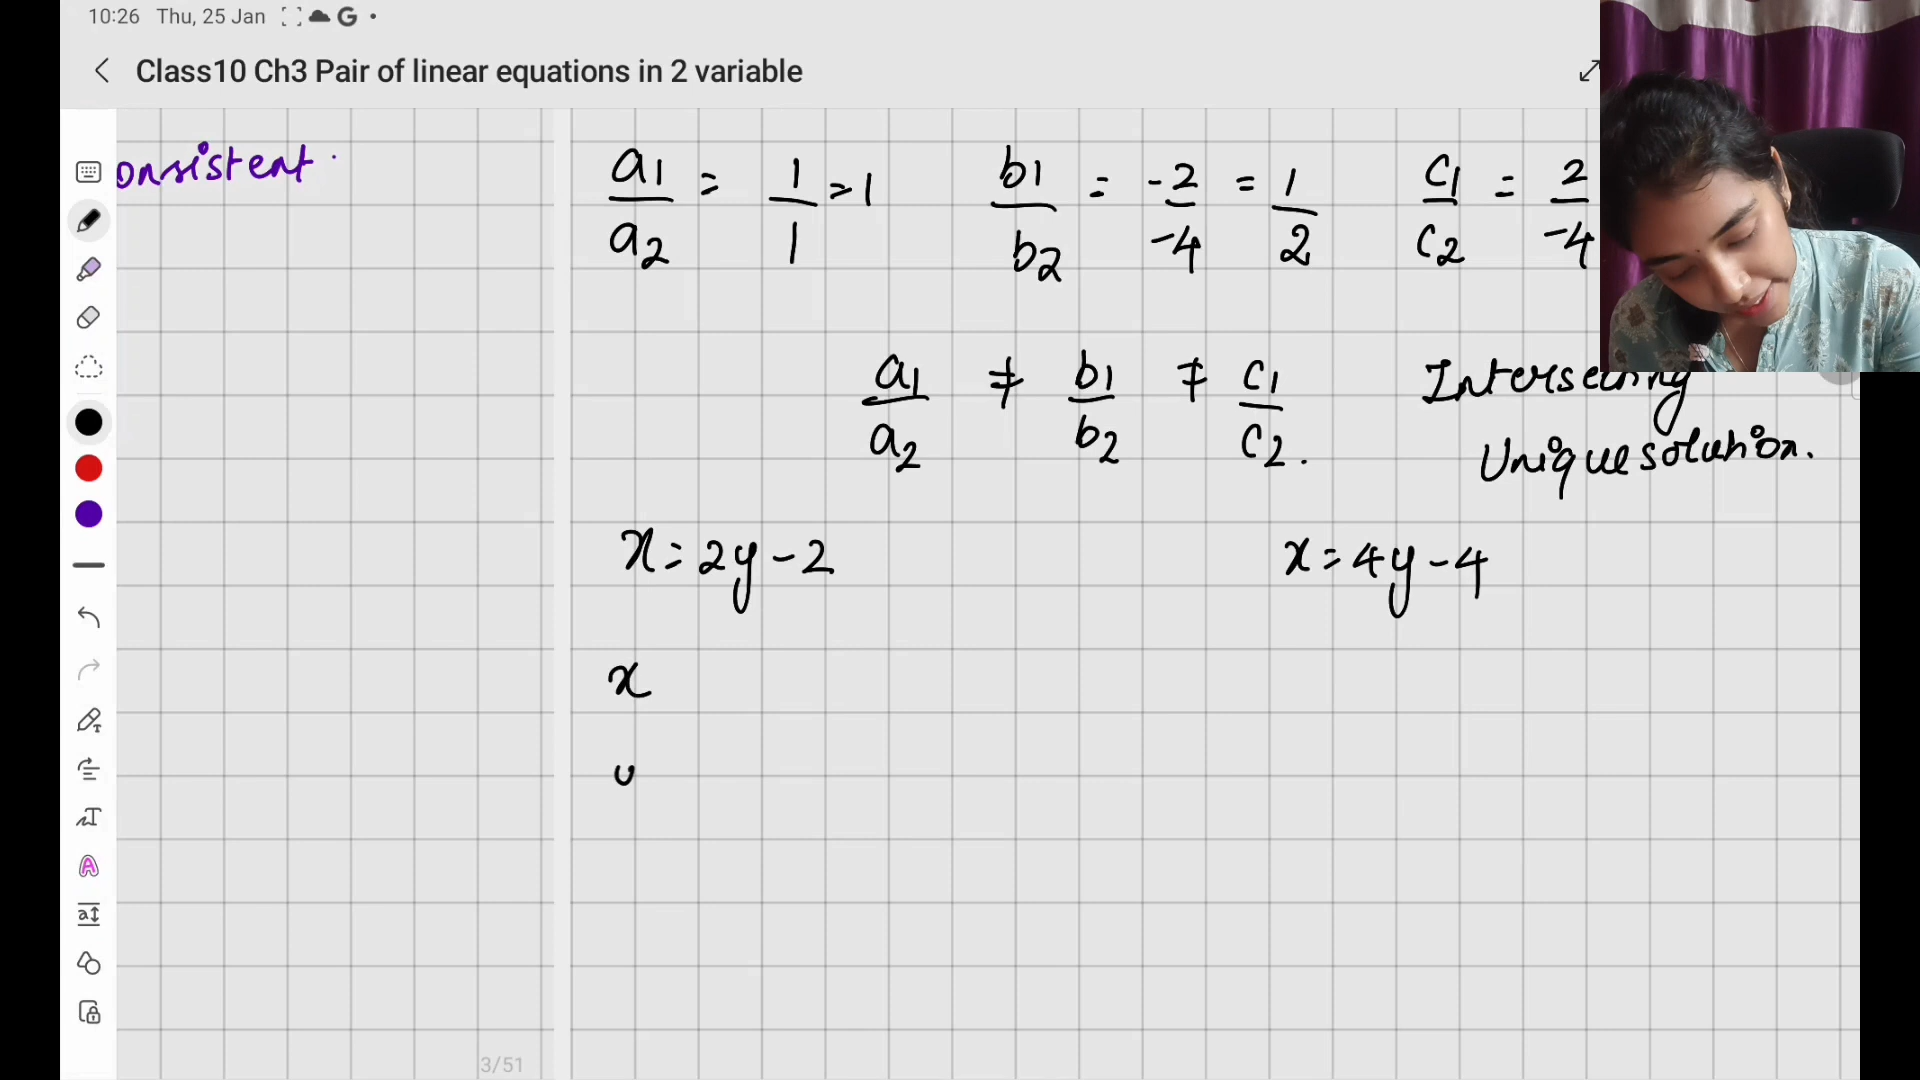 10:26 Thu, 25 Jan
Class10 Ch3 Pair of linear equations in 2 variable
onsistent .
a1/a2 = 1/1 = 1 b1/b2 = -2/-4 = 1/2 c1/c2 = 2/-4
a1/a2 ≠ b1/b2 ≠ c1/c2. Intersecting
Unique solution.
x = 2y - 2 x = 4y - 4
x
3/51